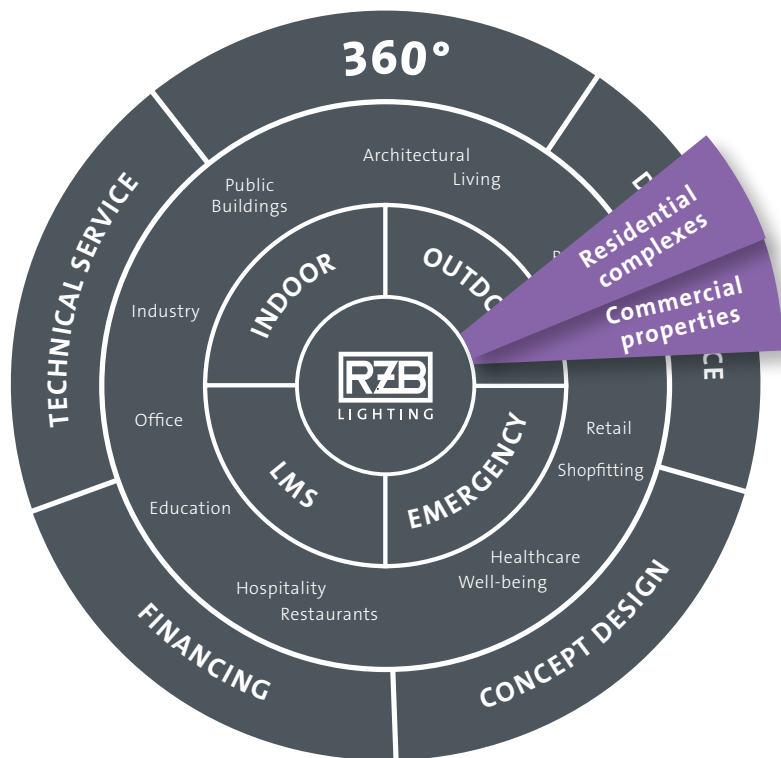 360°
TECHNICAL SERVICE
Architectural
Living
Public
Buildings
INDOOR
Residential
complexes
Commercial
properties
Industry
RZB
LIGHTING
Office
Retail
Shopfitting
LMS
EMERGENCY
Education
Healthcare
Well-being
Hospitality
Restaurants
FINANCING
CONCEPT DESIGN